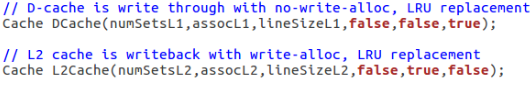 // D-cache is write through with no-write-alloc, LRU replacement
Cache DCache(numSetsL1,assocL1,lineSizeL1,false,false,true);
// L2 cache is writeback with write-alloc, LRU replacement
Cache L2Cache(numSetsL2,assocL2,lineSizeL2,false,true,false);